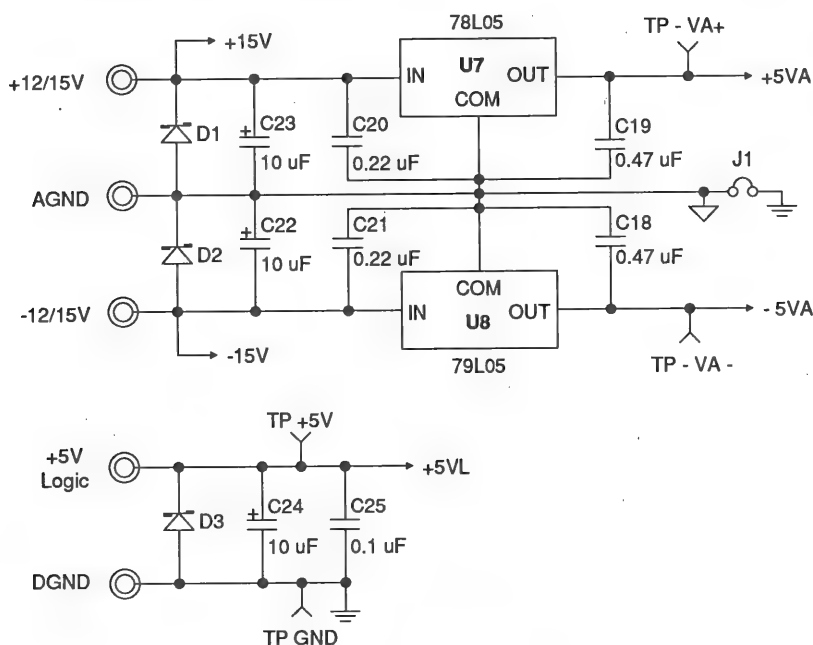 78L05
TP - VA+
+15V
+12/15V
IN
U7
OUT
+5VA
COM
D1
+
C23
10 uF
C20
0.22 uF
C19
0.47 uF
J1
AGND
D2
+
C22
10 uF
C21
0.22 uF
C18
0.47 uF
COM
-12/15V
IN
U8
OUT
- 5VA
-15V
79L05
TP - VA -
TP +5V
+5V
Logic
+5VL
D3
+
C24
10 uF
C25
0.1 uF
DGND
TP GND